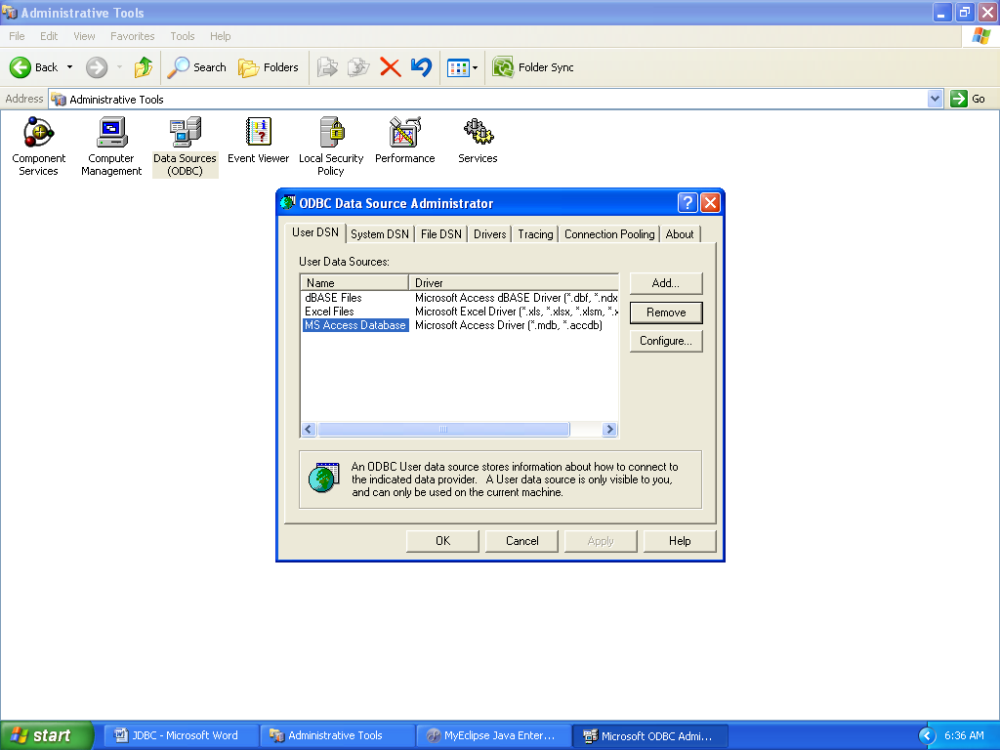 Administrative Tools
File Edit View Favorites Tools Help
Back Search Folders Folder Sync
Address Administrative Tools Go
Component Services
Computer Management
Data Sources (ODBC)
Event Viewer
Local Security Policy
Performance
Services
ODBC Data Source Administrator
User DSN System DSN File DSN Drivers Tracing Connection Pooling About
User Data Sources:
Name Driver
dBASE Files Microsoft Access dBASE Driver (*.dbf, *.ndx
Excel Files Microsoft Excel Driver (*.xls, *.xlsx, *.xlsm, *.x
MS Access Database Microsoft Access Driver (*.mdb, *.accdb)
Add...
Remove
Configure...
An ODBC User data source stores information about how to connect to
the indicated data provider. A User data source is only visible to you,
and can only be used on the current machine.
OK Cancel Apply Help
start JDBC - Microsoft Word Administrative Tools MyEclipse Java Enter... Microsoft ODBC Admi... 6:36 AM